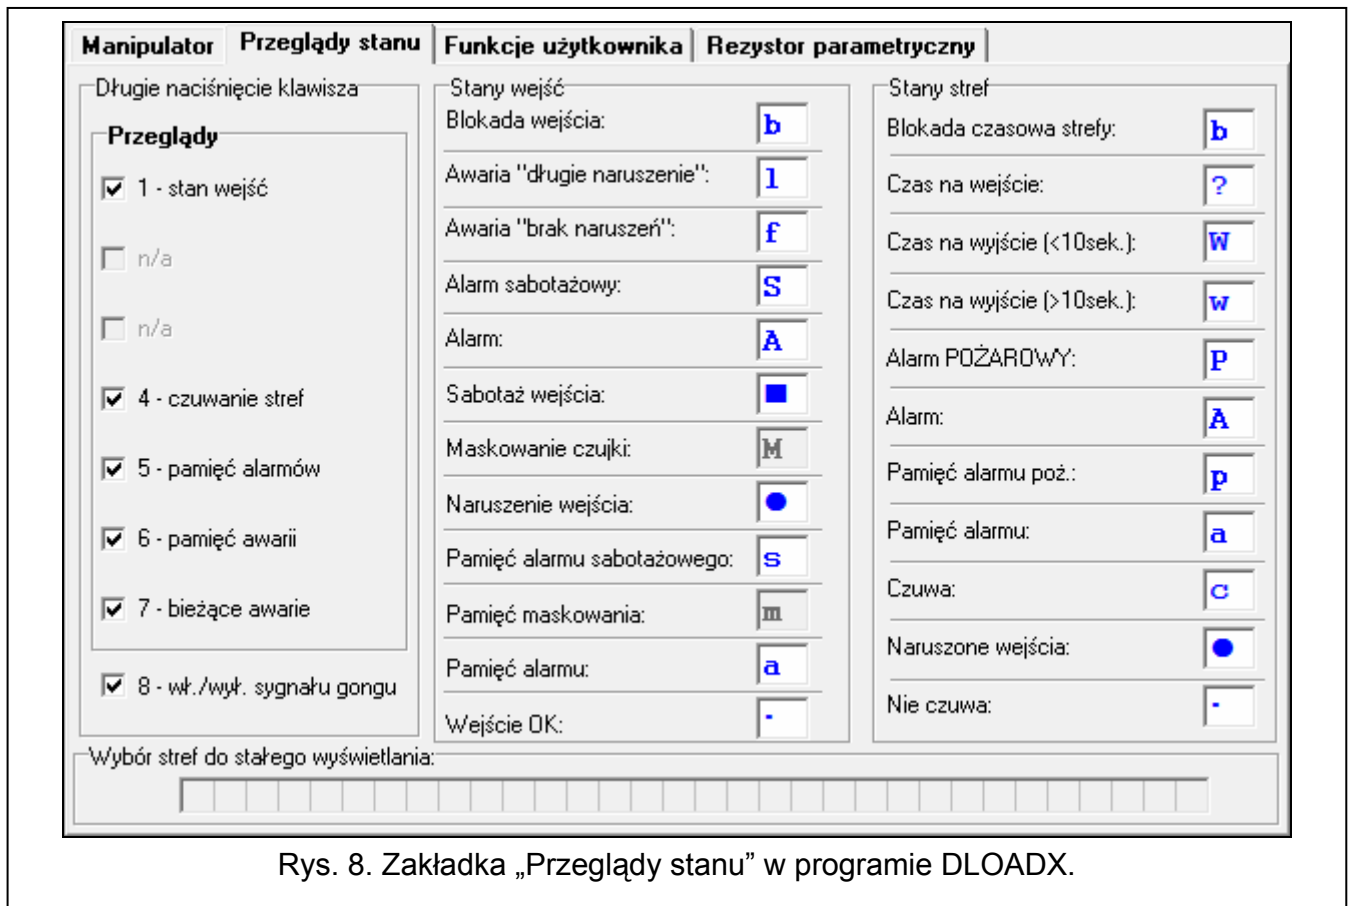 Manipulator Przeglądy stanu Funkcje użytkownika Rezystor parametryczny
Długie naciśnięcie klawisza
Przeglądy
1 - stan wejść
n/a
n/a
4 - czuwanie stref
5 - pamięć alarmów
6 - pamięć awarii
7 - bieżące awarie
8 - wł./wył. sygnału gongu
Stany wejść
Blokada wejścia: b
Awaria "długie naruszenie": l
Awaria "brak naruszeń": f
Alarm sabotażowy: S
Alarm: A
Sabotaż wejścia: ■
Maskowanie czujki: M
Naruszenie wejścia: ●
Pamięć alarmu sabotażowego: s
Pamięć maskowania: m
Pamięć alarmu: a
Wejście OK: -
Stany stref
Blokada czasowa strefy: b
Czas na wejście: ?
Czas na wyjście (<10sek.): W
Czas na wyjście (>10sek.): w
Alarm POŻAROWY: P
Alarm: A
Pamięć alarmu poż.: p
Pamięć alarmu: a
Czuwa: c
Naruszone wejścia: ●
Nie czuwa: -
Wybór stref do stałego wyświetlania:
Rys. 8. Zakładka „Przeglądy stanu” w programie DLOADX.